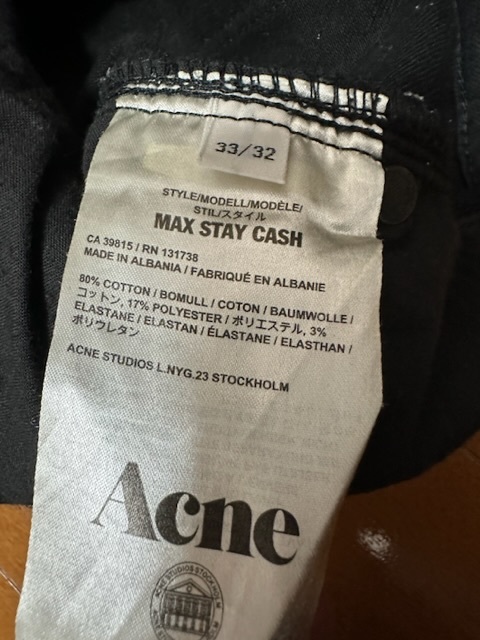 33/32
STYLE/MODELL/MODÈLE/
STIL/スタイル
MAX STAY CASH
CA 39815 / RN 131738
MADE IN ALBANIA / FABRIQUÉ EN ALBANIE
80% COTTON / BOMULL / COTON / BAUMWOLLE /
コットン, 17% POLYESTER / ポリエステル, 3%
ELASTANE / ELASTAN / ÉLASTANE / ELASTHAN /
ポリウレタン
ACNE STUDIOS L.NYG.23 STOCKHOLM
Acne
ACNE STUDIOS STOCKHOLM